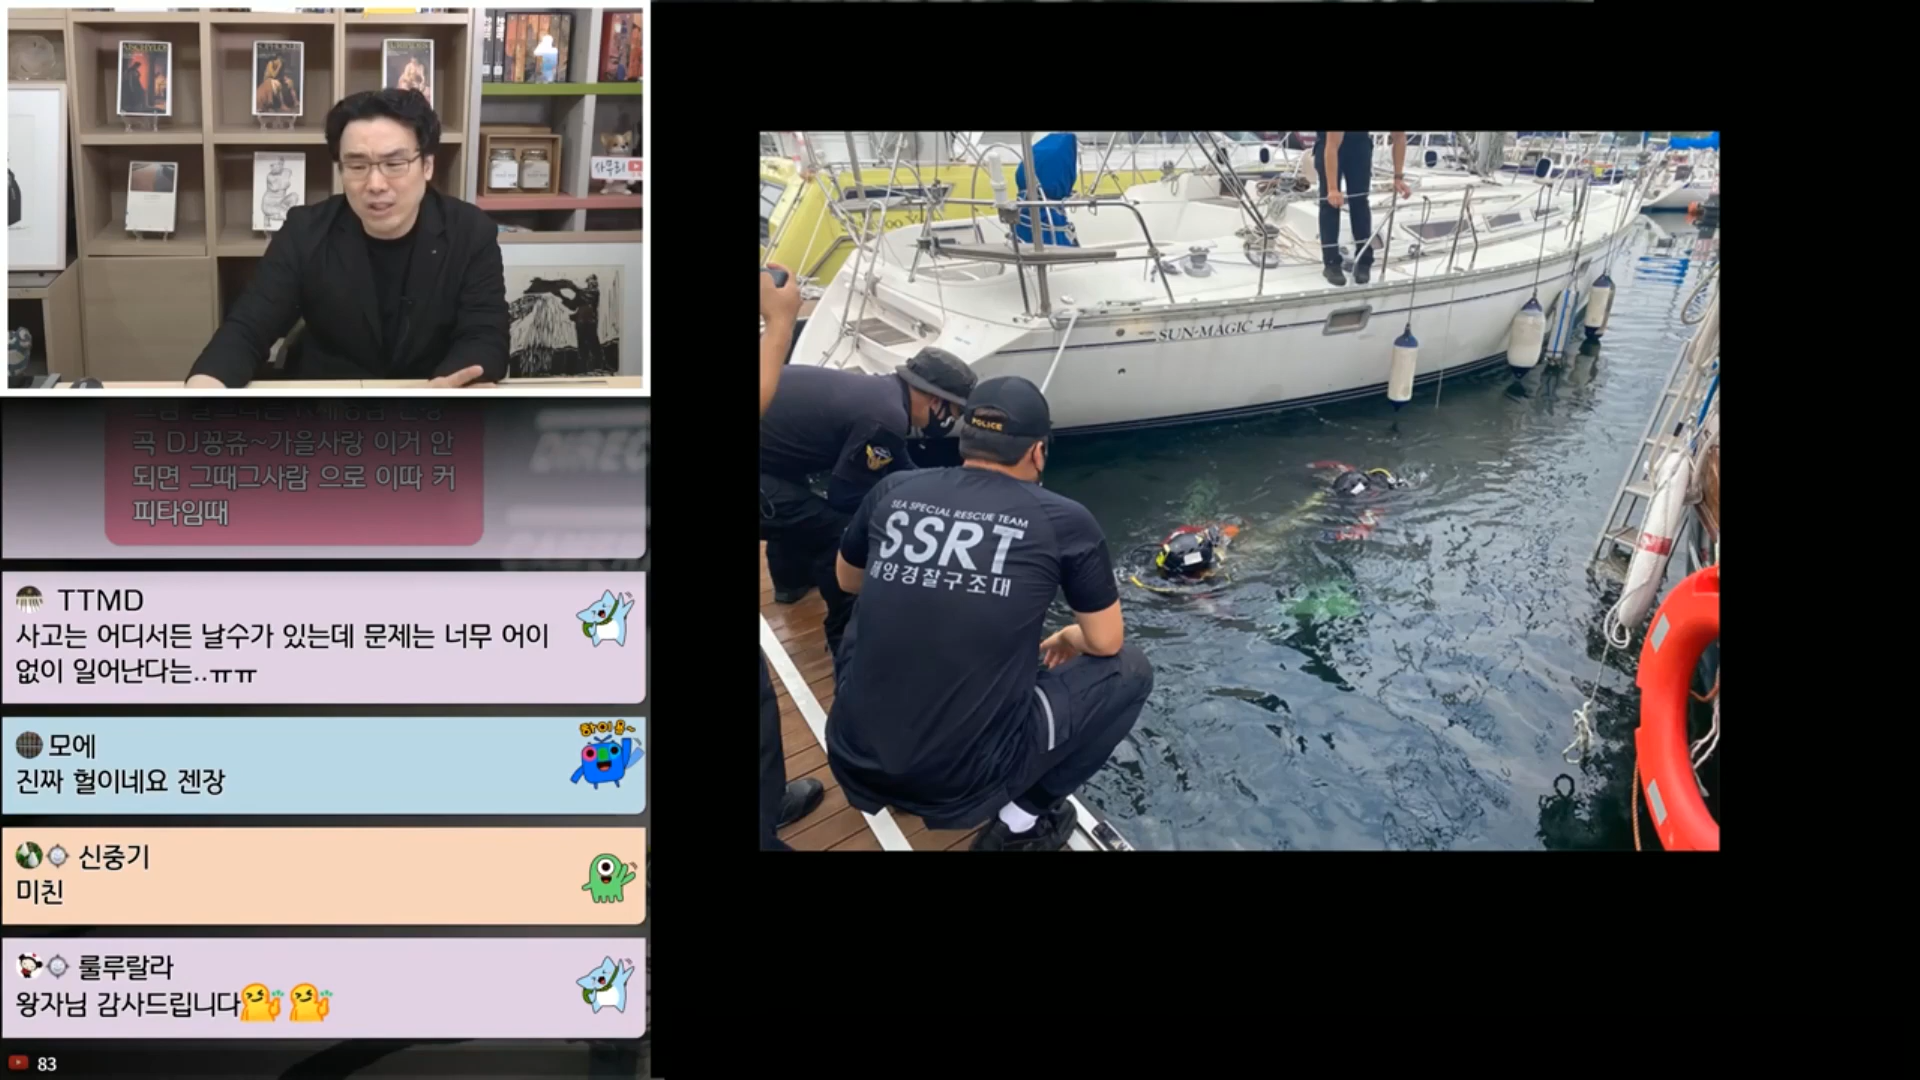 AISCHYLOS
SOPHOKLES
곡 DJ꽁쥬~가을사랑 이거 안
되면 그때그사람 으로 이따 커
피타임때
TTMD
사고는 어디서든 날수가 있는데 문제는 너무 어이
없이 일어난다는..ㅠㅠ
하이용~
모에
진짜 헐이네요 젠장
신중기
미친
룰루랄라
왕자님 감사드립니다
83
SUN-MAGIC 44
POLICE
SEA SPECIAL RESCUE TEAM
SSRT
해양경찰구조대